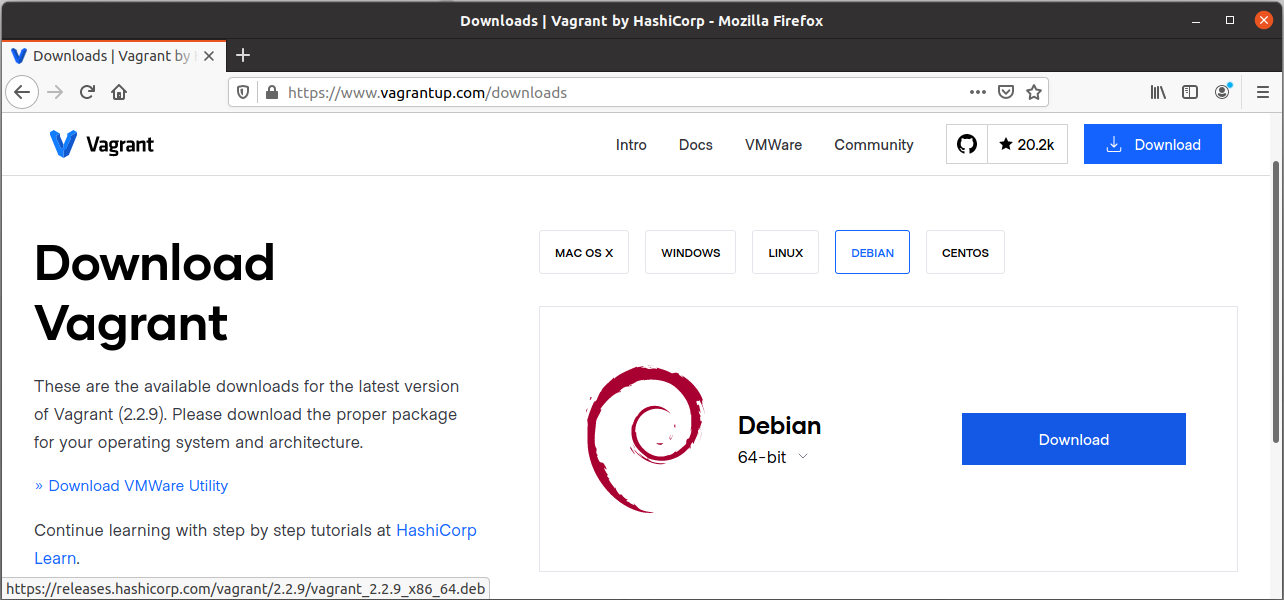 Downloads | Vagrant by HashiCorp - Mozilla Firefox
Downloads | Vagrant by
https://www.vagrantup.com/downloads
Vagrant
Intro Docs VMWare Community 20.2k Download
Download
Vagrant
These are the available downloads for the latest version
of Vagrant (2.2.9). Please download the proper package
for your operating system and architecture.
» Download VMWare Utility
Continue learning with step by step tutorials at HashiCorp
Learn.
MAC OS X WINDOWS LINUX DEBIAN CENTOS
Debian
64-bit
Download
https://releases.hashicorp.com/vagrant/2.2.9/vagrant_2.2.9_x86_64.deb